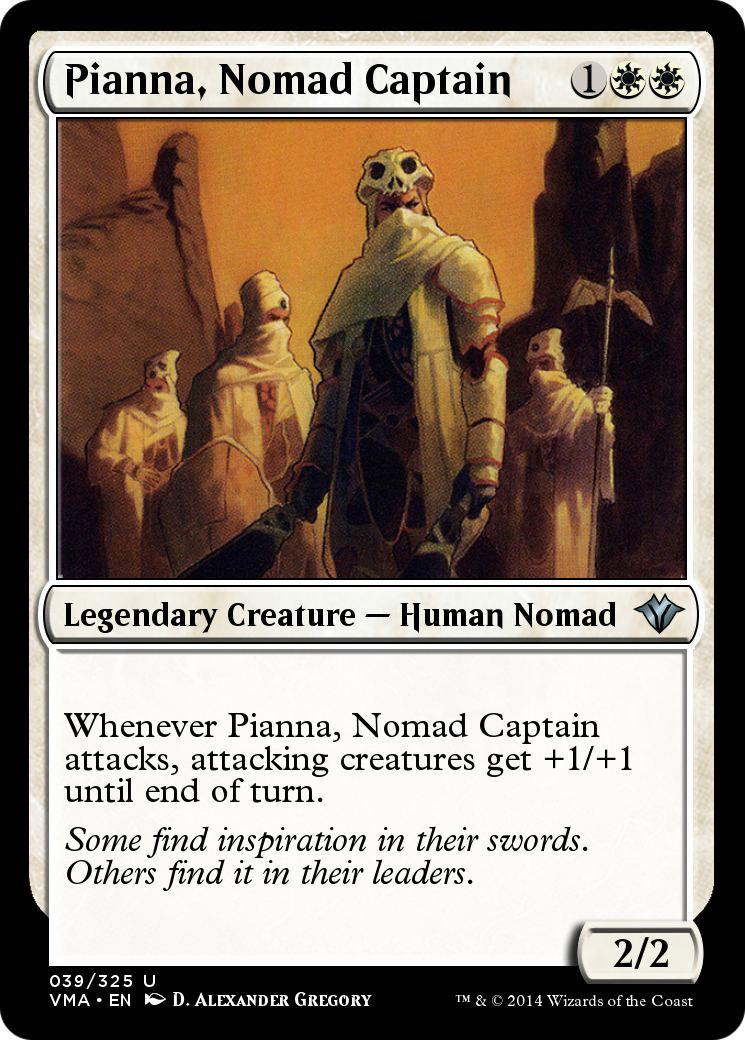 Pianna, Nomad Captain 1
Legendary Creature — Human Nomad
Whenever Pianna, Nomad Captain
attacks, attacking creatures get +1/+1
until end of turn.
Some find inspiration in their swords.
Others find it in their leaders.
2/2
039/325 U
VMA • EN D. Alexander Gregory ™ & © 2014 Wizards of the Coast